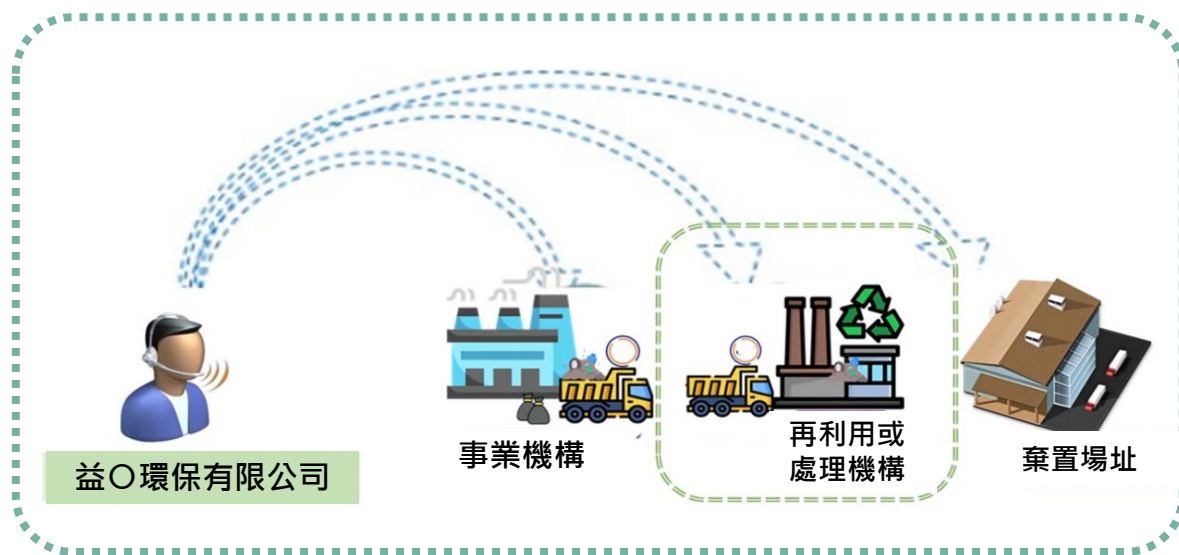 益○環保有限公司
事業機構
再利用或
處理機構
棄置場址